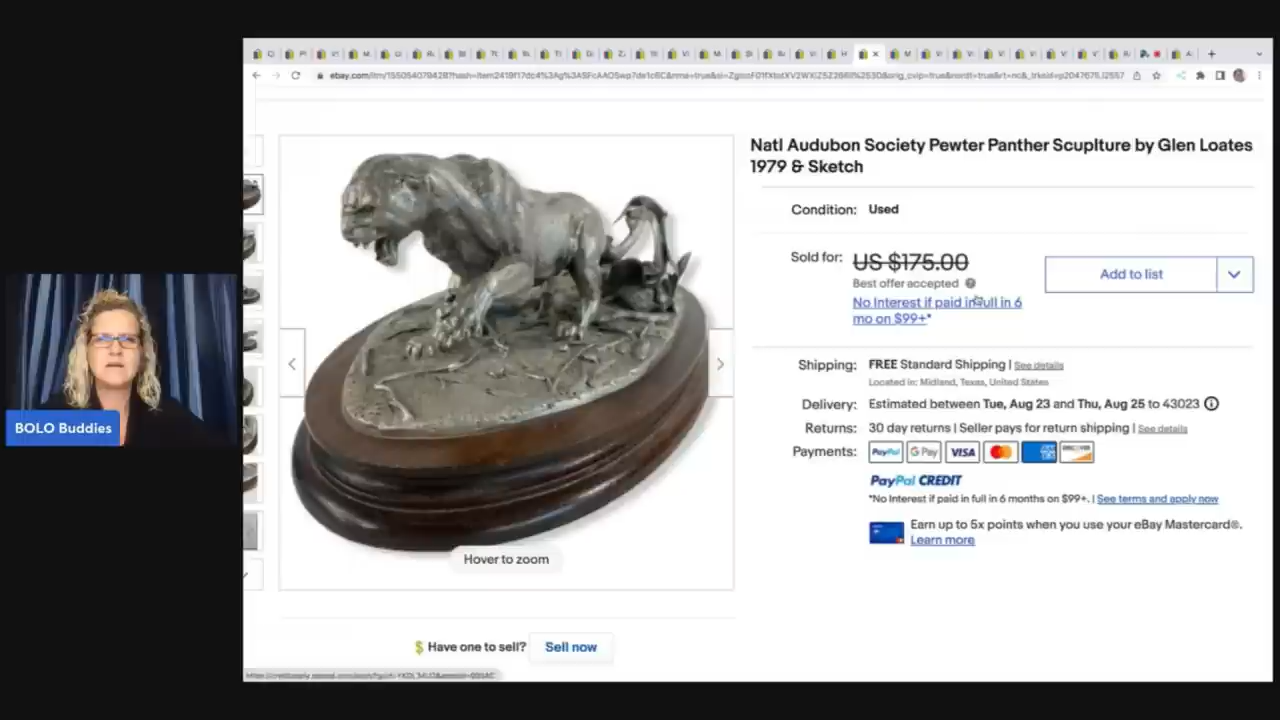 Natl Audubon Society Pewter Panther Scuplture by Glen Loates
1979 & Sketch
Condition: Used
Sold for: US $175.00
Best offer accepted
No Interest if paid in full in 6
mo on $99+*
Add to list
Shipping: FREE Standard Shipping | See details
Located in: Midland, Texas, United States
Delivery: Estimated between Tue, Aug 23 and Thu, Aug 25 to 43023
Returns: 30 day returns | Seller pays for return shipping | See details
Payments: PayPal G Pay VISA
PayPal CREDIT
*No Interest if paid in full in 6 months on $99+. | See terms and apply now
Earn up to 5x points when you use your eBay Mastercard®.
Learn more
Hover to zoom
$ Have one to sell? Sell now
BOLO Buddies